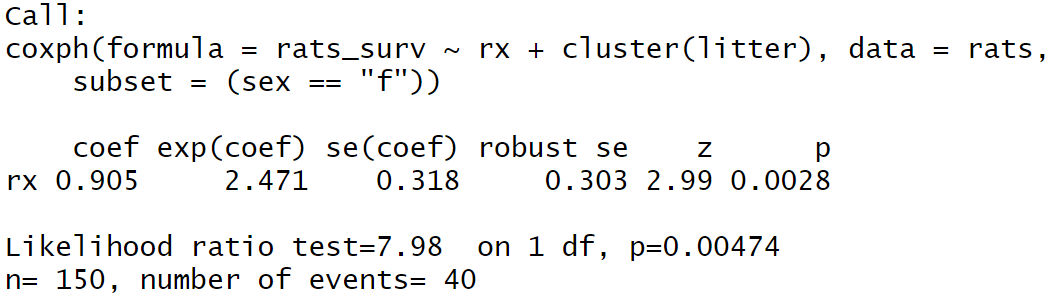 Call:
coxph(formula = rats_surv ~ rx + cluster(litter), data = rats,
    subset = (sex == "f"))

    coef exp(coef) se(coef) robust se    z      p
rx 0.905     2.471    0.318     0.303 2.99 0.0028

Likelihood ratio test=7.98  on 1 df, p=0.00474
n= 150, number of events= 40